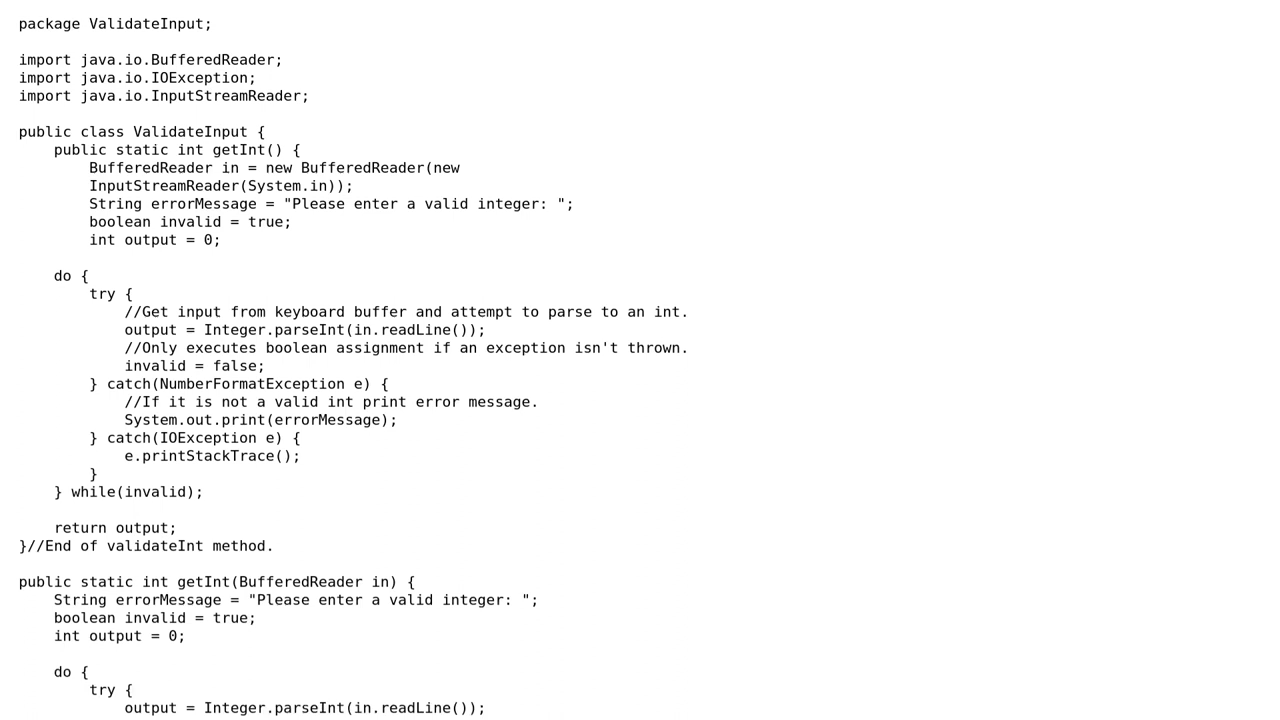 package ValidateInput;

import java.io.BufferedReader;
import java.io.IOException;
import java.io.InputStreamReader;

public class ValidateInput {
    public static int getInt() {
        BufferedReader in = new BufferedReader(new
        InputStreamReader(System.in));
        String errorMessage = "Please enter a valid integer: ";
        boolean invalid = true;
        int output = 0;

    do {
        try {
            //Get input from keyboard buffer and attempt to parse to an int.
            output = Integer.parseInt(in.readLine());
            //Only executes boolean assignment if an exception isn't thrown.
            invalid = false;
        } catch(NumberFormatException e) {
            //If it is not a valid int print error message.
            System.out.print(errorMessage);
        } catch(IOException e) {
            e.printStackTrace();
        }
    } while(invalid);

    return output;
}//End of validateInt method.

public static int getInt(BufferedReader in) {
    String errorMessage = "Please enter a valid integer: ";
    boolean invalid = true;
    int output = 0;

    do {
        try {
            output = Integer.parseInt(in.readLine());